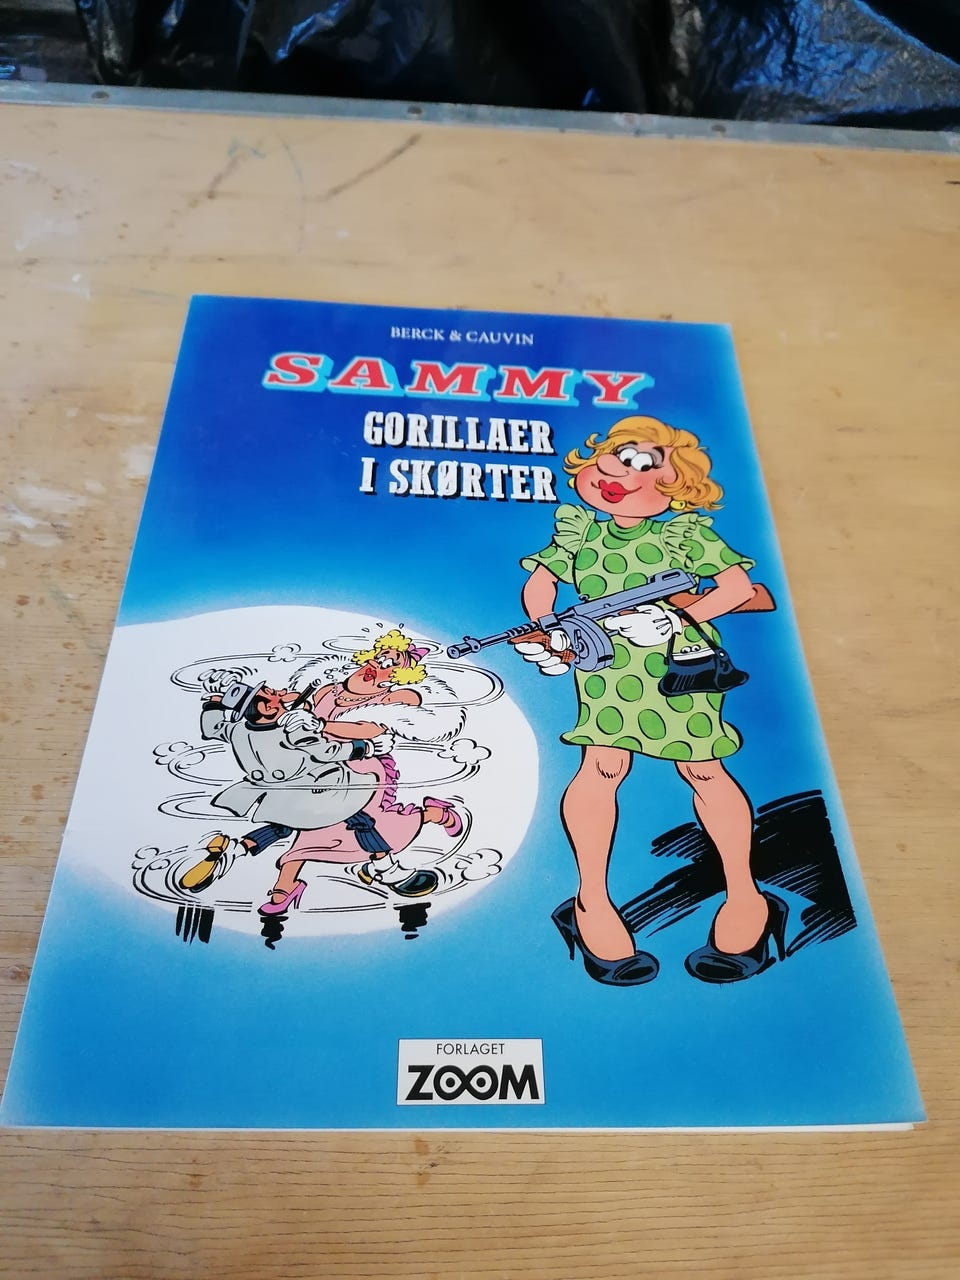 BERCK & CAUVIN
SAMMY
GORILLAER
I SKØRTER
FORLAGET
ZOOM